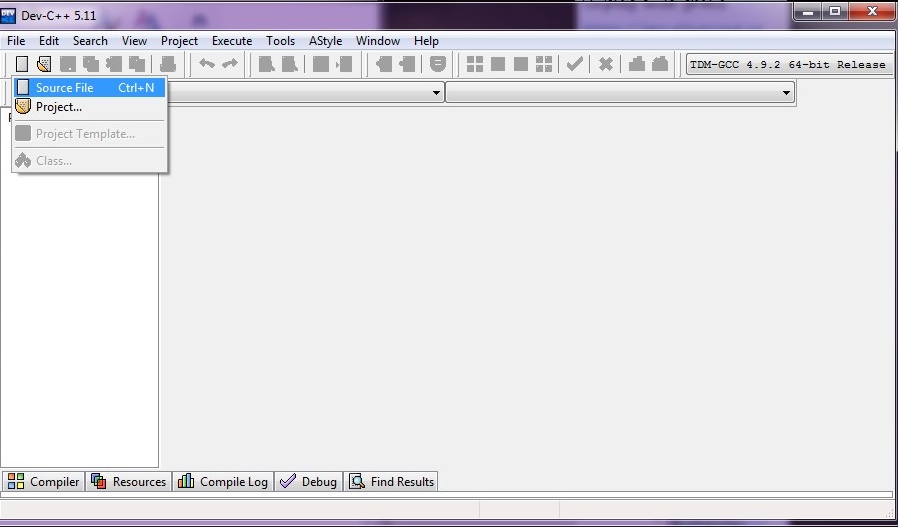 Dev-C++ 5.11
File Edit Search View Project Execute Tools AStyle Window Help
TDM-GCC 4.9.2 64-bit Release
Source File Ctrl+N
Project...
Project Template...
Class...
Compiler Resources Compile Log Debug Find Results